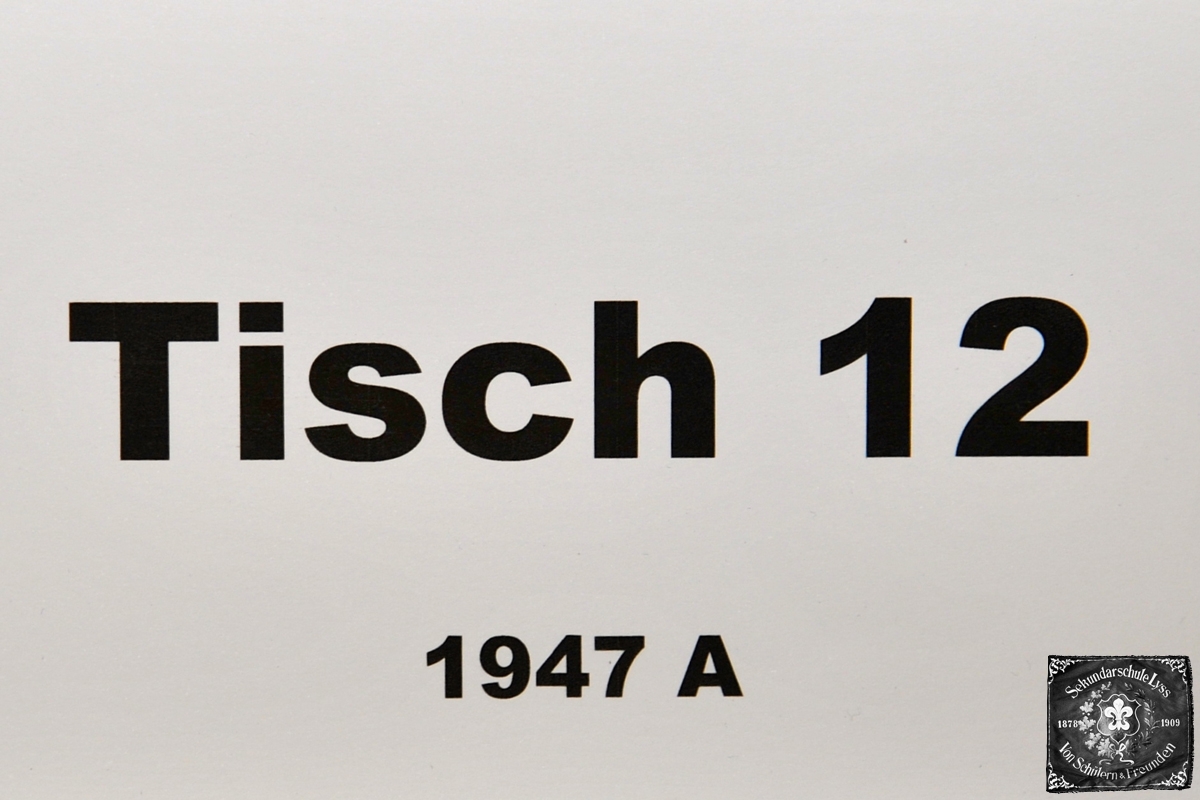 Tisch 12
1947 A
Sekundarschule Lyss
1878 1909
Von Schülern & Freunden